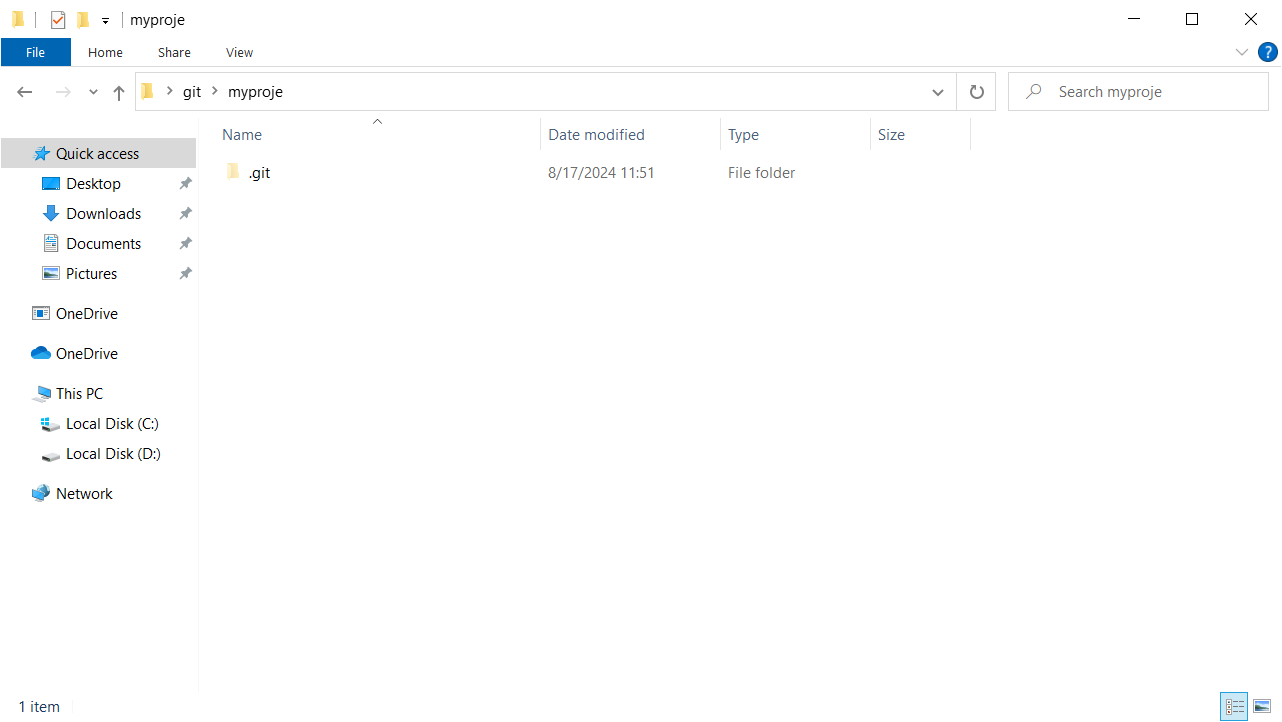 myproje
File Home Share View
?
git myproje
Search myproje
Name Date modified Type Size
.git 8/17/2024 11:51 File folder
Quick access
Desktop
Downloads
Documents
Pictures
OneDrive
OneDrive
This PC
Local Disk (C:)
Local Disk (D:)
Network
1 item